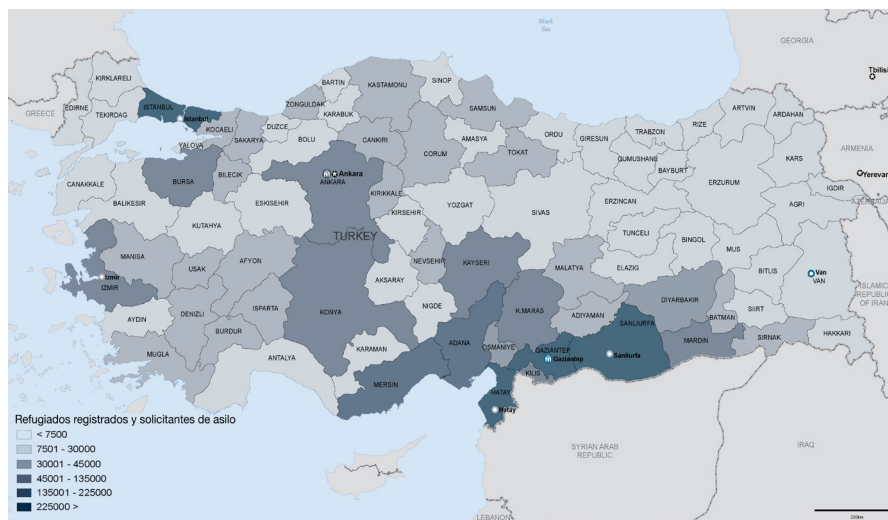 Black
Sea
GEORGIA
Tbilisi
KIRKLARELI
BARTIN
SINOP
KASTAMONU
EDIRNE
GREECE
TEKIRDAG
ISTANBUL
Istanbul
ZONGULDAK
KARABUK
SAMSUN
ARTVIN
ARDAHAN
KOCAELI
DUZCE
RIZE
TRABZON
ORDU
GIRESUN
YALOVA
SAKARYA
BOLU
CANKIRI
CORUM
AMASYA
TOKAT
GUMUSHANE
BAYBURT
KARS
ARMENIA
Yerevan
BURSA
BILECIK
Ankara
ANKARA
KIRIKKALE
CANAKKALE
BALIKESIR
ESKISEHIR
YOZGAT
SIVAS
ERZINCAN
ERZURUM
IGDIR
AGRI
AZERBAIJAN
KUTAHYA
KIRSEHIR
TURKEY
TUNCELI
BINGOL
MUS
MANISA
USAK
AFYON
NEVSEHIR
KAYSERI
MALATYA
ELAZIG
BITLIS
Van
VAN
Izmir
IZMIR
AKSARAY
DIYARBAKIR
SIIRT
ISLAMIC
REPUBLIC
OF IRAN
AYDIN
DENIZLI
ISPARTA
KONYA
NIGDE
K.MARAS
ADIYAMAN
BATMAN
SANLIURFA
BURDUR
MARDIN
SIRNAK
HAKKARI
MUGLA
ANTALYA
KARAMAN
ADANA
OSMANIYE
GAZIANTEP
Gaziantep
Sanliurfa
MERSIN
KILIS
HATAY
Hatay
SYRIAN ARAB
REPUBLIC
IRAQ
LEBANON
Refugiados registrados y solicitantes de asilo
< 7500
7501 - 30000
30001 - 45000
45001 - 135000
135001 - 225000
225000 >
200km